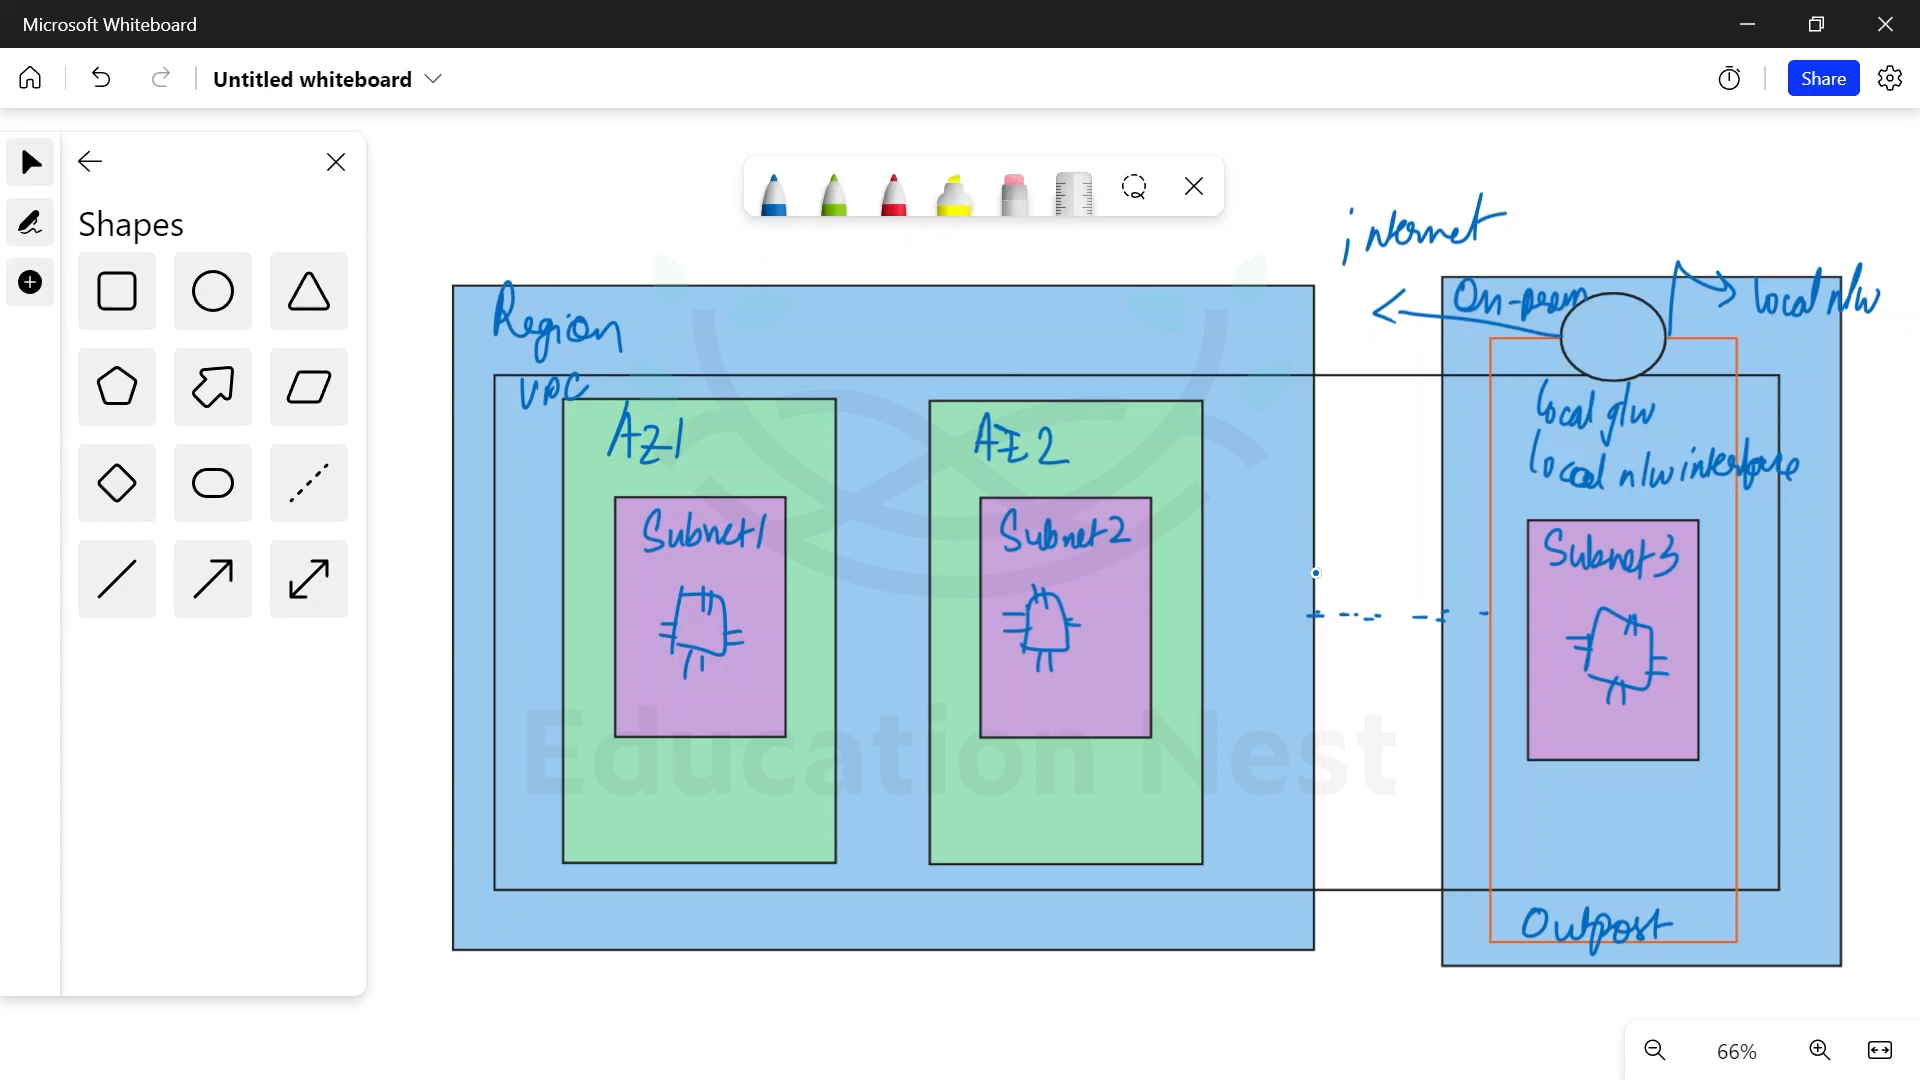 Microsoft Whiteboard
Untitled whiteboard
Share
Shapes
internet
Region
On-prem
local n/w
VPC
AZ1
AZ2
local g/w
local n/w interface
Subnet1
Subnet2
Subnet3
Education Nest
Outpost
66%